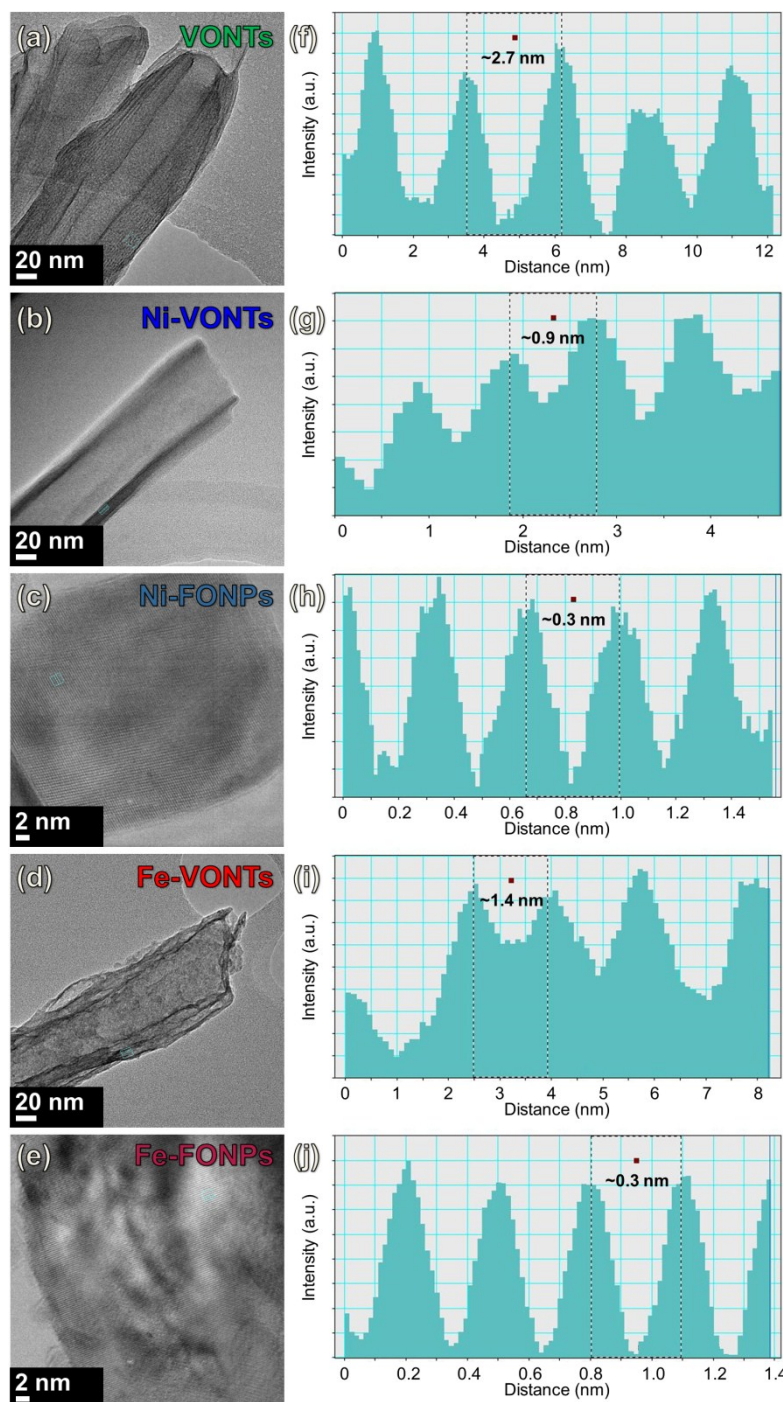 (a) VONTs
20 nm
(f)
~2.7 nm
Intensity (a.u.)
0 2 4 6 8 10 12
Distance (nm)
(b) Ni-VONTs
20 nm
(g)
~0.9 nm
Intensity (a.u.)
0 1 2 3 4
Distance (nm)
(c) Ni-FONPs
2 nm
(h)
~0.3 nm
Intensity (a.u.)
0 0.2 0.4 0.6 0.8 1.0 1.2 1.4
Distance (nm)
(d) Fe-VONTs
20 nm
(i)
~1.4 nm
Intensity (a.u.)
0 1 2 3 4 5 6 7 8
Distance (nm)
(e) Fe-FONPs
2 nm
(j)
~0.3 nm
Intensity (a.u.)
0 0.2 0.4 0.6 0.8 1.0 1.2 1.4
Distance (nm)